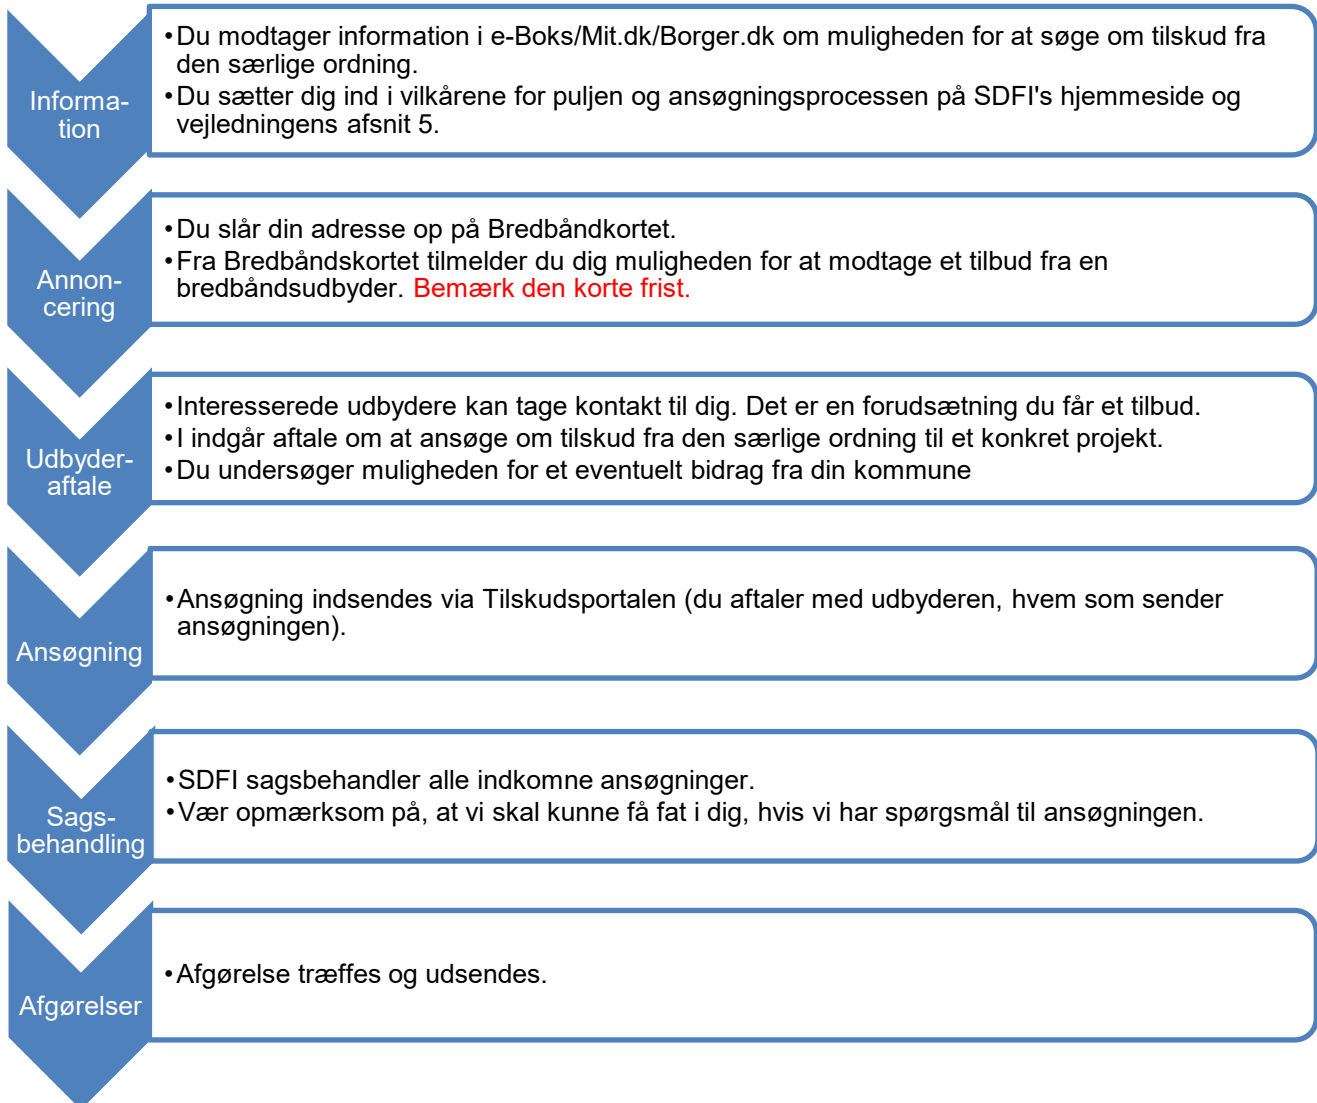 Informa-
tion
•Du modtager information i e-Boks/Mit.dk/Borger.dk om muligheden for at søge om tilskud fra
den særlige ordning.
•Du sætter dig ind i vilkårene for puljen og ansøgningsprocessen på SDFI's hjemmeside og
vejledningens afsnit 5.
Annon-
cering
•Du slår din adresse op på Bredbåndkortet.
•Fra Bredbåndskortet tilmelder du dig muligheden for at modtage et tilbud fra en
bredbåndsudbyder. Bemærk den korte frist.
Udbyder-
aftale
•Interesserede udbydere kan tage kontakt til dig. Det er en forudsætning du får et tilbud.
•I indgår aftale om at ansøge om tilskud fra den særlige ordning til et konkret projekt.
•Du undersøger muligheden for et eventuelt bidrag fra din kommune
Ansøgning
•Ansøgning indsendes via Tilskudsportalen (du aftaler med udbyderen, hvem som sender
ansøgningen).
Sags-
behandling
•SDFI sagsbehandler alle indkomne ansøgninger.
•Vær opmærksom på, at vi skal kunne få fat i dig, hvis vi har spørgsmål til ansøgningen.
Afgørelser
•Afgørelse træffes og udsendes.